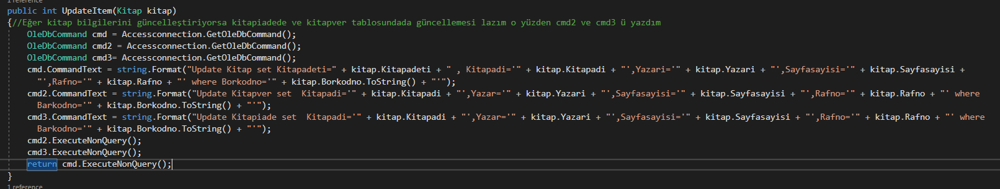 1 reference
public int UpdateItem(Kitap kitap)
{//Eğer kitap bilgilerini güncelleştiriyorsa kitapiadede ve kitapver tablosundada güncellemesi lazım o yüzden cmd2 ve cmd3 ü yazdım
OleDbCommand cmd = Accessconnection.GetOleDbCommand();
OleDbCommand cmd2 = Accessconnection.GetOleDbCommand();
OleDbCommand cmd3= Accessconnection.GetOleDbCommand();
cmd.CommandText = string.Format("Update Kitap set Kitapadeti=" + kitap.Kitapadeti + " , Kitapadi='" + kitap.Kitapadi + "',Yazari='" + kitap.Yazari + "',Sayfasayisi='" + kitap.Sayfasayisi +
"',Rafno='" + kitap.Rafno + "' where Borkodno='" + kitap.Borkodno.ToString() + "'");
cmd2.CommandText = string.Format("Update Kitapver set  Kitapadi='" + kitap.Kitapadi + "',Yazar='" + kitap.Yazari + "',Sayfasayisi='" + kitap.Sayfasayisi + "',Rafno='" + kitap.Rafno + "' where
Barkodno='" + kitap.Borkodno.ToString() + "'");
cmd3.CommandText = string.Format("Update Kitapiade set  Kitapadi='" + kitap.Kitapadi + "',Yazar='" + kitap.Yazari + "',Sayfasayisi='" + kitap.Sayfasayisi + "',Rafno='" + kitap.Rafno + "' where
Barkodno='" + kitap.Borkodno.ToString() + "'");
cmd2.ExecuteNonQuery();
cmd3.ExecuteNonQuery();
return cmd.ExecuteNonQuery();
}
1 reference